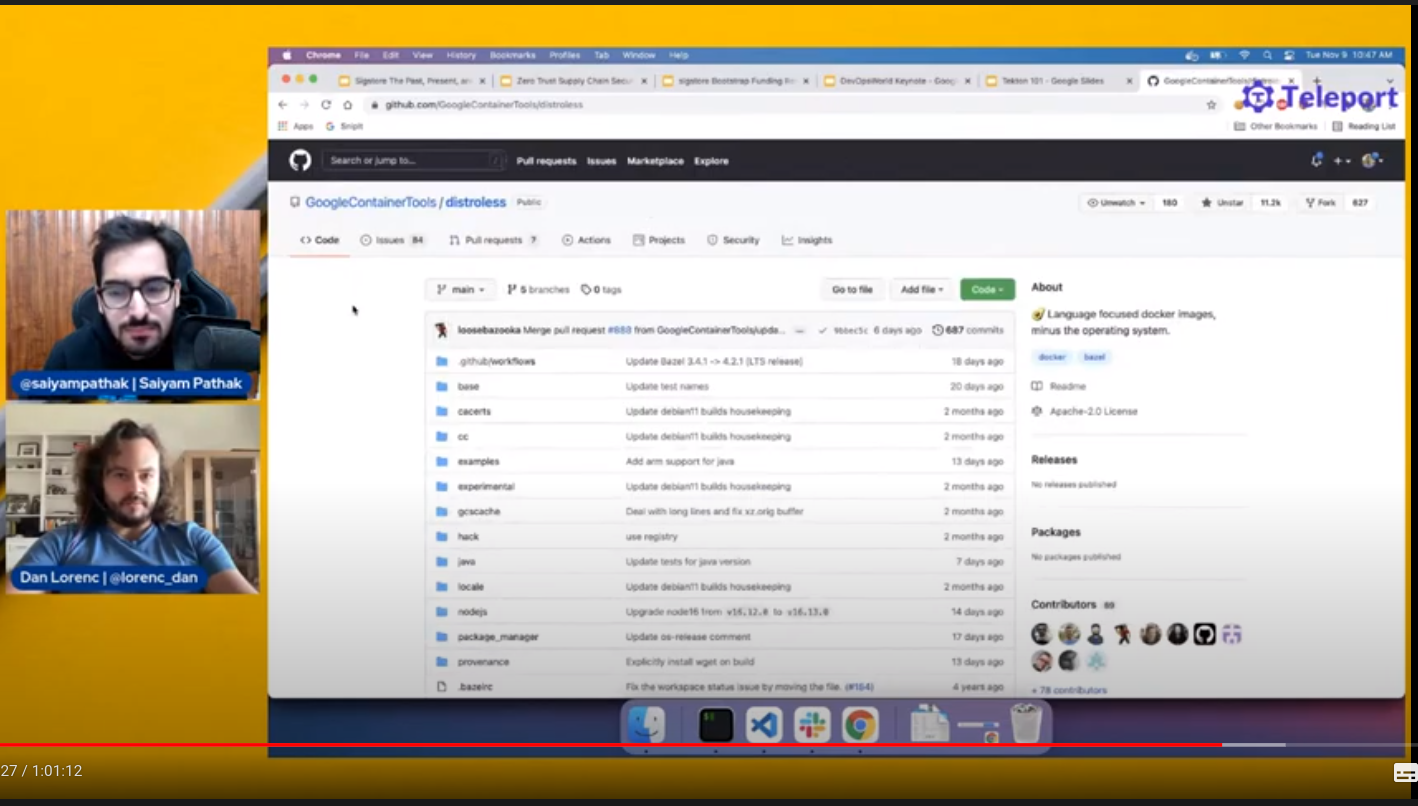 Chrome File Edit View History Bookmarks Profiles Tab Window Help Tue Nov 9 10:47 AM
Sigstore The Past, Present, an × Zero Trust Supply Chain Secu × sigstore Bootstrap Funding × DevOpsWorld Keynote - Goog × Tekton 101 - Google Slides × GoogleContainerTools/ ×
github.com/GoogleContainerTools/distroless
Teleport
Apps Snipit Other Bookmarks Reading List
Search or jump to... / Pull requests Issues Marketplace Explore
GoogleContainerTools / distroless Public Unwatch 180 Unstar 11.2k Fork 827
Code Issues 84 Pull requests 7 Actions Projects Security Insights
main 5 branches 0 tags Go to file Add file Code
loosebazooka Merge pull request from GoogleContainerTools/upda... 6 days ago 687 commits
.github/workflows Update Bazel 3.4.1 -> 4.2.1 (LTS release) 18 days ago
base Update test names 20 days ago
cacerts Update debian11 builds housekeeping 2 months ago
cc Update debian11 builds housekeeping 2 months ago
examples Add arm support for java 13 days ago
experimental Update debian11 builds housekeeping 2 months ago
gcscache Deal with long lines and fix xz.orig buffer 2 months ago
hack use registry 2 months ago
java Update tests for java version 7 days ago
locale Update debian11 builds housekeeping 2 months ago
nodejs Upgrade node16 from v16.12.0 to v16.13.0 14 days ago
package_manager Update os-release comment 17 days ago
provenance Explicitly install wget on build 13 days ago
.bazelrc Fix the workspace status issue by moving the file. (#164) 4 years ago
About
Language focused docker images,
minus the operating system.
docker bazel
Readme
Apache-2.0 License
Releases
No releases published
Packages
No packages published
Contributors 89
+ 78 contributors
@saiyampathak | Saiyam Pathak
Dan Lorenc | @lorenc_dan
27 / 1:01:12